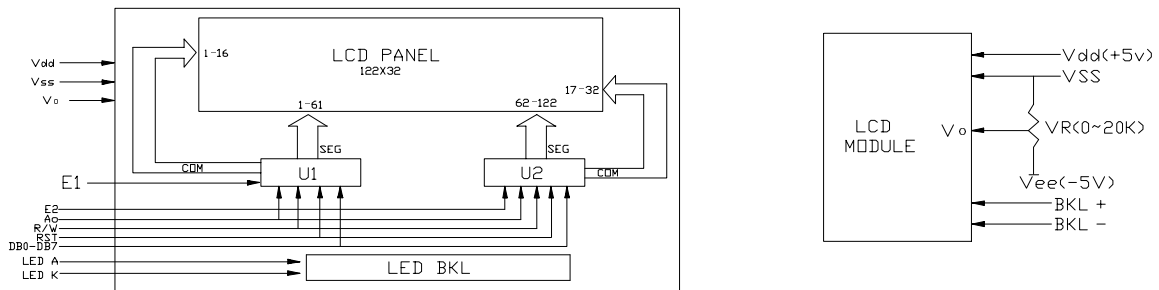 LCD PANEL
122X32
1-16
17-32
1-61
62-122
Vdd
Vss
Vo
SEG
SEG
COM
COM
U1
U2
E1
E2
Ao
R/W
RST
DB0-DB7
LED A
LED K
LED BKL
LCD
MODULE
Vdd(+5v)
VSS
Vo
VR(0~20K)
Vee(-5V)
BKL +
BKL -